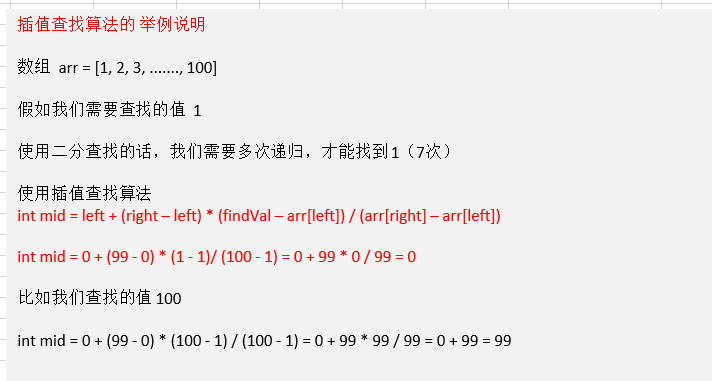 插值查找算法的 举例说明
数组 arr = [1, 2, 3, ......., 100]
假如我们需要查找的值 1
使用二分查找的话，我们需要多次递归，才能找到 1（7次）
使用插值查找算法
int mid = left + (right – left) * (findVal – arr[left]) / (arr[right] – arr[left])
int mid = 0 + (99 - 0) * (1 - 1)/ (100 - 1) = 0 + 99 * 0 / 99 = 0
比如我们查找的值 100
int mid = 0 + (99 - 0) * (100 - 1) / (100 - 1) = 0 + 99 * 99 / 99 = 0 + 99 = 99